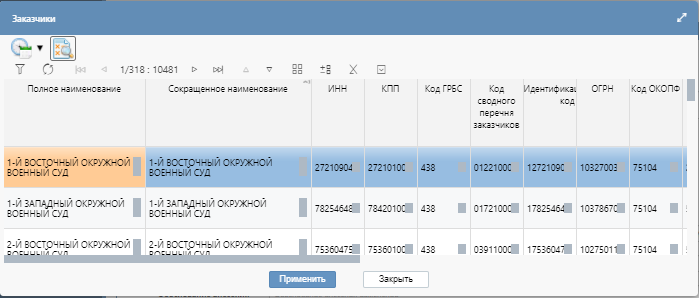 Заказчики
1/318 : 10481
Полное наименование Сокращенное наименование ИНН КПП Код ГРБС Код сводного перечня заказчиков Идентификац код ОГРН Код ОКОПФ
1-Й ВОСТОЧНЫЙ ОКРУЖНОЙ ВОЕННЫЙ СУД 1-Й ВОСТОЧНЫЙ ОКРУЖНОЙ ВОЕННЫЙ СУД 27210904 27210100 438 01221000 12721090 10327003 75104
1-Й ЗАПАДНЫЙ ОКРУЖНОЙ ВОЕННЫЙ СУД 1-Й ЗАПАДНЫЙ ОКРУЖНОЙ ВОЕННЫЙ СУД 78254648 78420100 438 01721000 17825464 10378670 75104
2-Й ВОСТОЧНЫЙ ОКРУЖНОЙ ВОЕННЫЙ СУД 2-Й ВОСТОЧНЫЙ ОКРУЖНОЙ ВОЕННЫЙ СУД 75360475 75360100 438 03911000 17536047 10275011 75104
Применить Закрыть